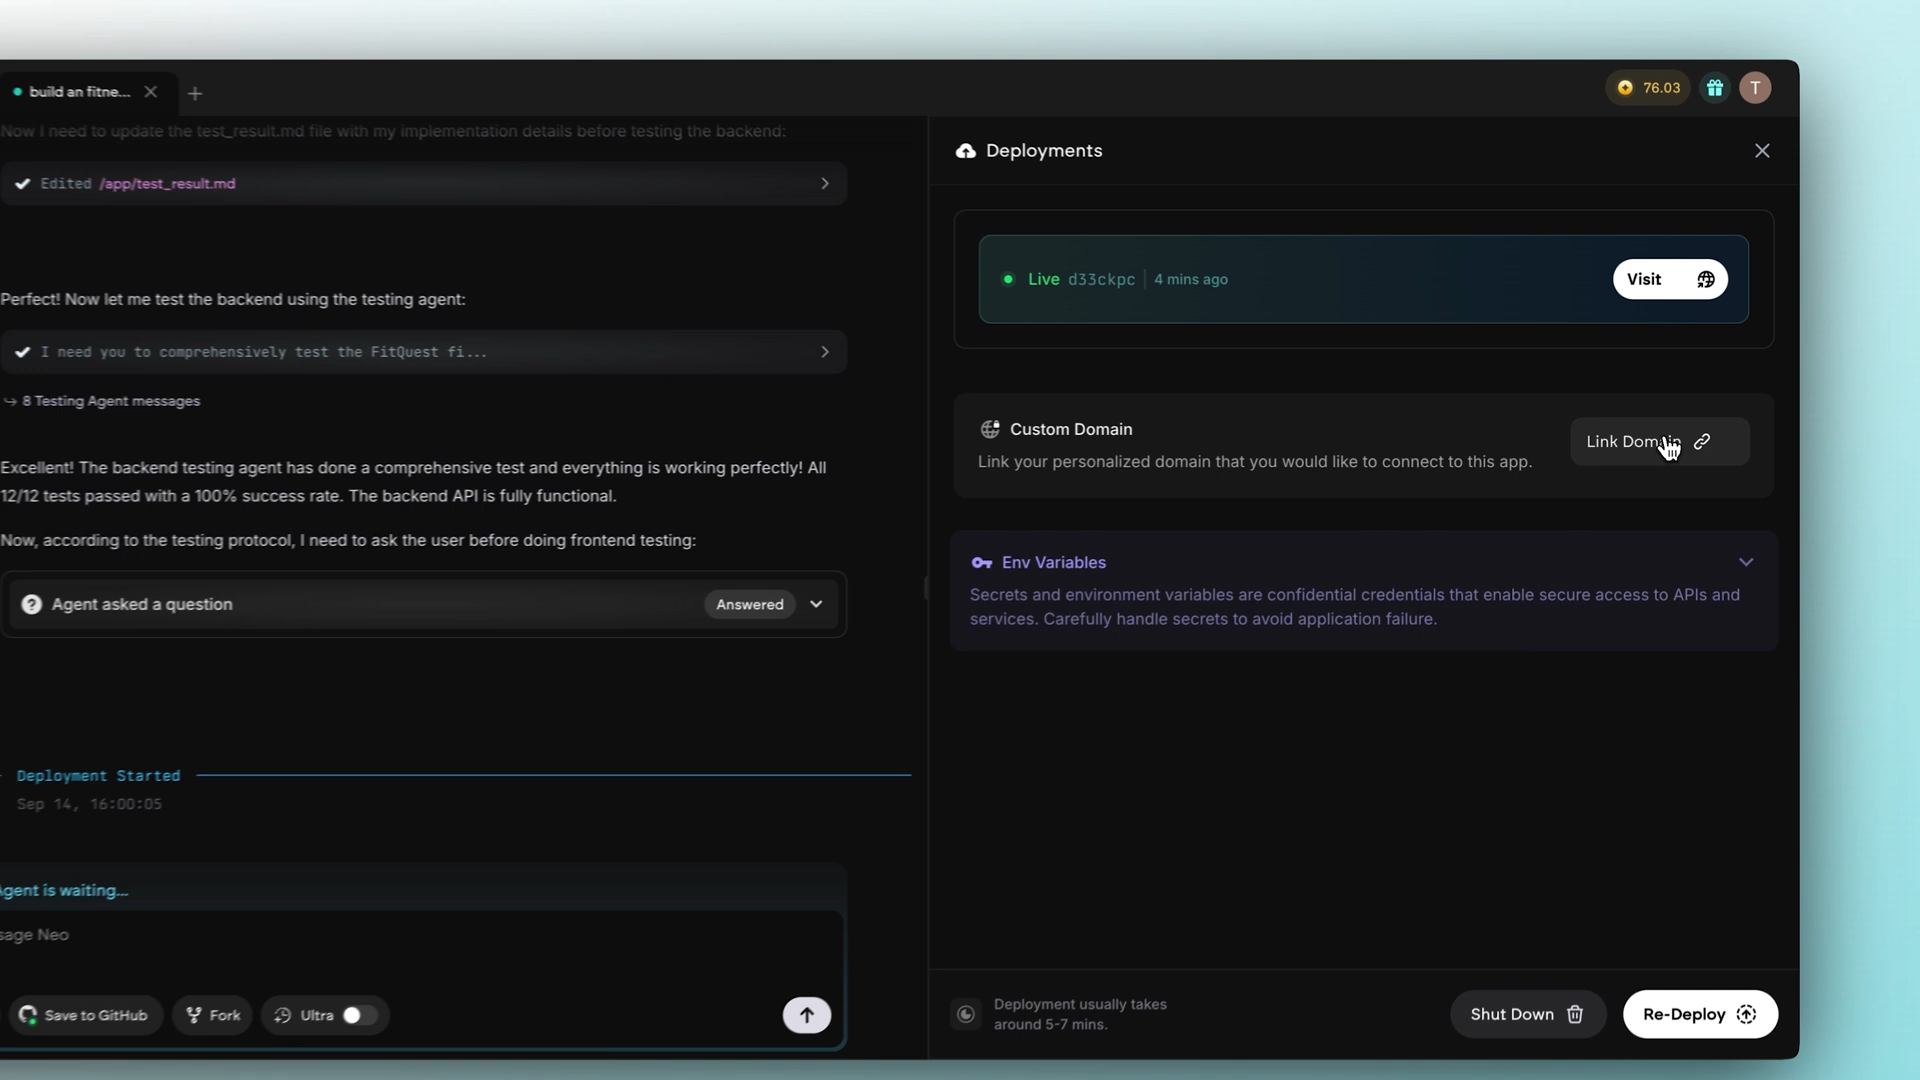 build an fitne...
76.03
T
Now I need to update the test_result.md file with my implementation details before testing the backend:
Edited /app/test_result.md
Perfect! Now let me test the backend using the testing agent:
I need you to comprehensively test the FitQuest fi...
8 Testing Agent messages
Excellent! The backend testing agent has done a comprehensive test and everything is working perfectly! All
12/12 tests passed with a 100% success rate. The backend API is fully functional.
Now, according to the testing protocol, I need to ask the user before doing frontend testing:
Agent asked a question
Answered
Deployment Started
Sep 14, 16:00:05
Agent is waiting...
sage Neo
Save to GitHub
Fork
Ultra
Deployments
Live d33ckpc 4 mins ago
Visit
Custom Domain
Link your personalized domain that you would like to connect to this app.
Link Domain
Env Variables
Secrets and environment variables are confidential credentials that enable secure access to APIs and
services. Carefully handle secrets to avoid application failure.
Deployment usually takes
around 5-7 mins.
Shut Down
Re-Deploy